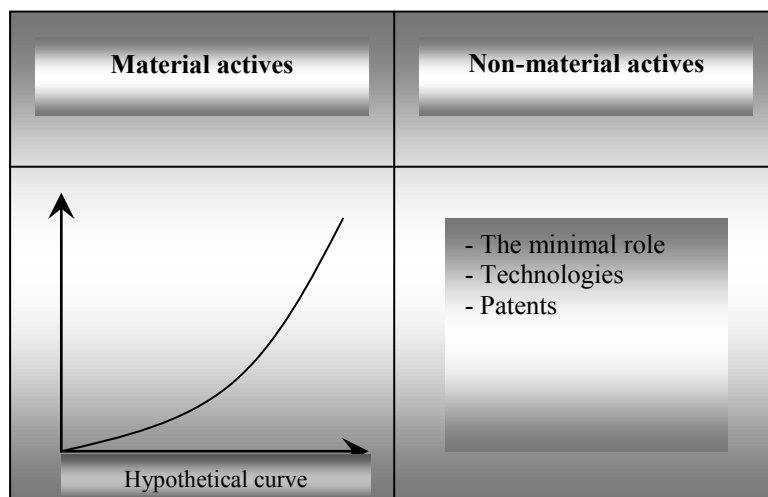 Material actives
Non-material actives
- The minimal role
- Technologies
- Patents
Hypothetical curve